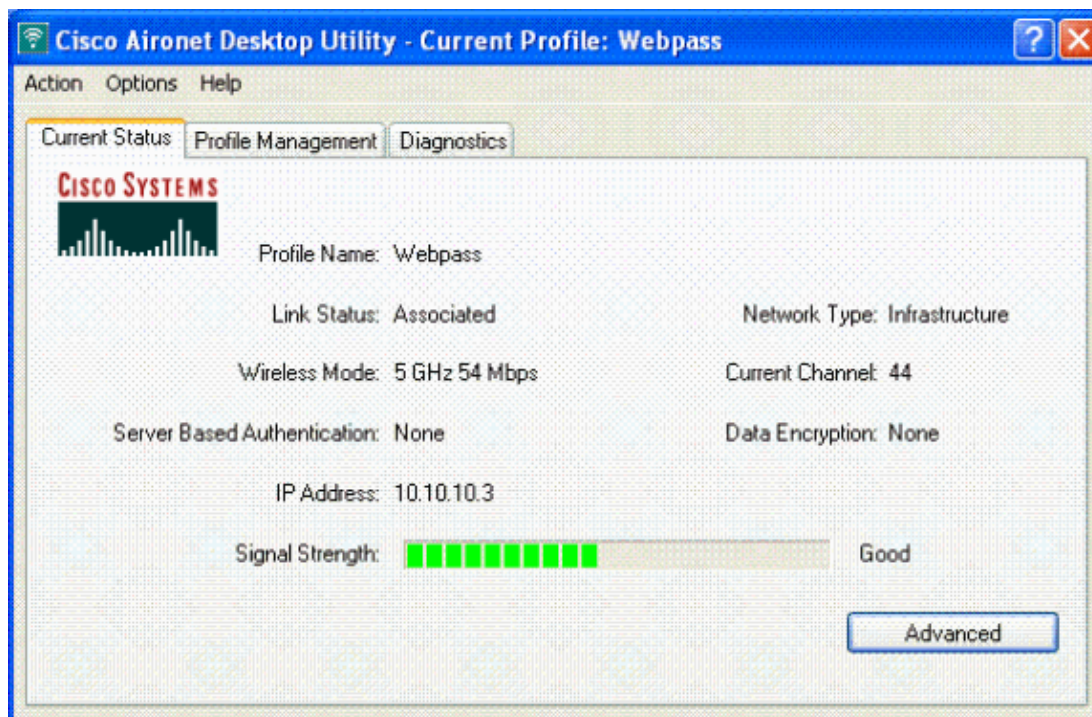 Cisco Aironet Desktop Utility - Current Profile: Webpass
?
Action Options Help
Current Status Profile Management Diagnostics
CISCO SYSTEMS
Profile Name: Webpass
Link Status: Associated Network Type: Infrastructure
Wireless Mode: 5 GHz 54 Mbps Current Channel: 44
Server Based Authentication: None Data Encryption: None
IP Address: 10.10.10.3
Signal Strength: Good
Advanced